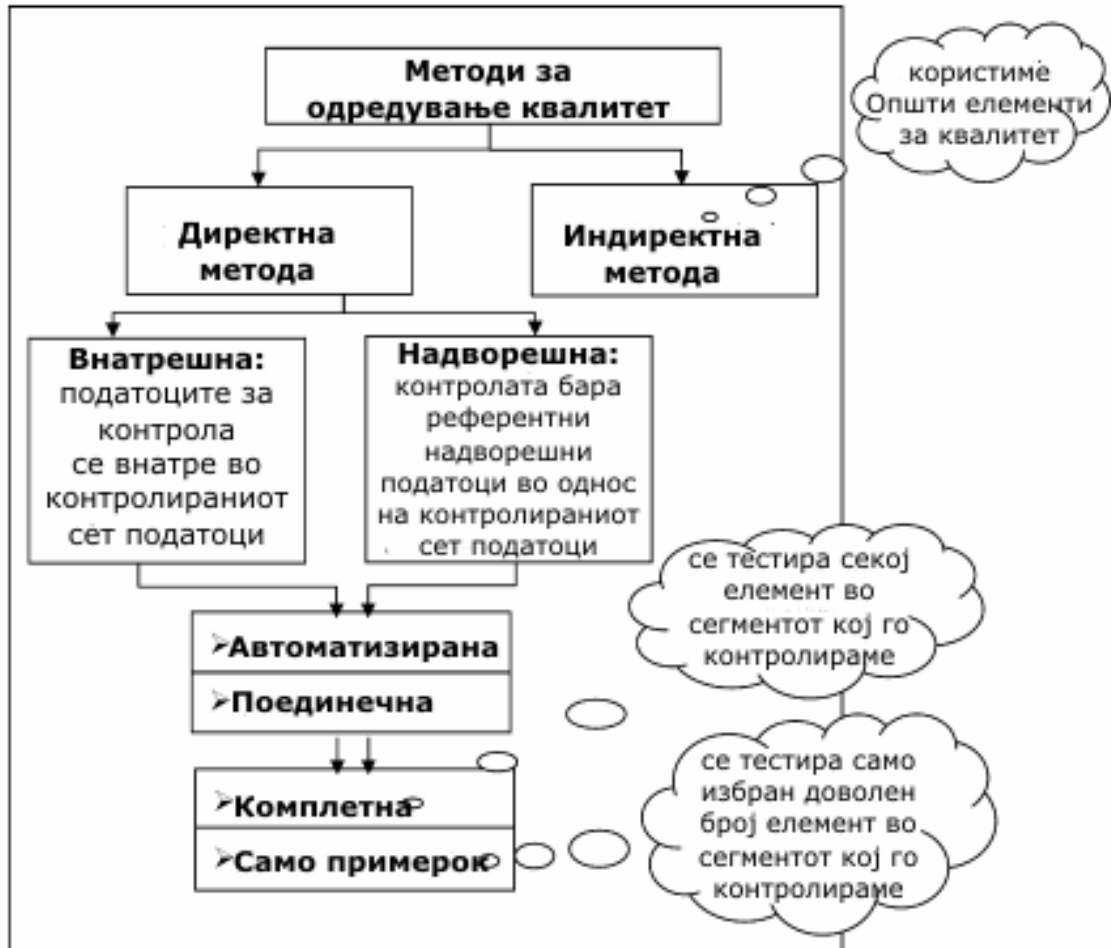 Методи за
одредување квалитет
користиме
Општи елементи
за квалитет
Директна
метода
Индиректна
метода
Внатрешна:
податоците за
контрола
се внатре во
контролираниот
сет податоци
Надворешна:
контролата бара
референтни
надворешни
податоци во однос
на контролираниот
сет податоци
се тестира секој
елемент во
сегментот кој го
контролираме
➢Автоматизирана
➢Поединечна
се тестира само
избран доволен
број елемент во
сегментот кој го
контролираме
➢Комплетна
➢Само примерок